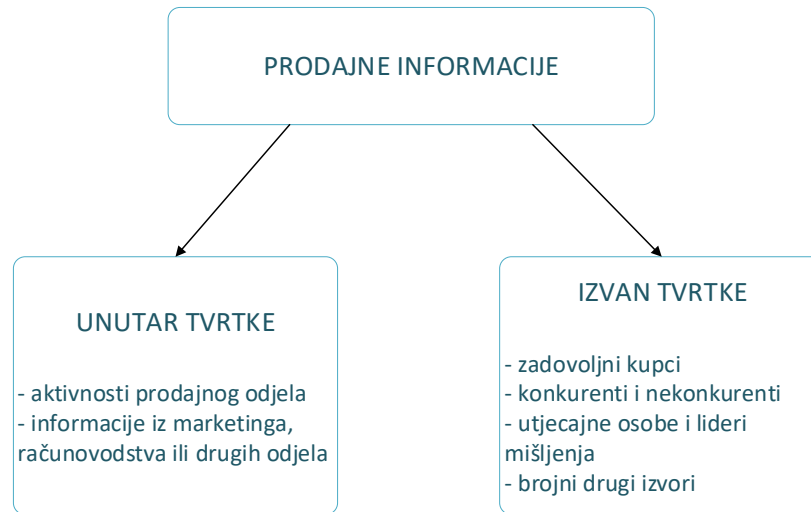 PRODAJNE INFORMACIJE
UNUTAR TVRTKE
- aktivnosti prodajnog odjela
- informacije iz marketinga,
računovodstva ili drugih odjela
IZVAN TVRTKE
- zadovoljni kupci
- konkurenti i nekonkurenti
- utjecajne osobe i lideri
mišljenja
- brojni drugi izvori